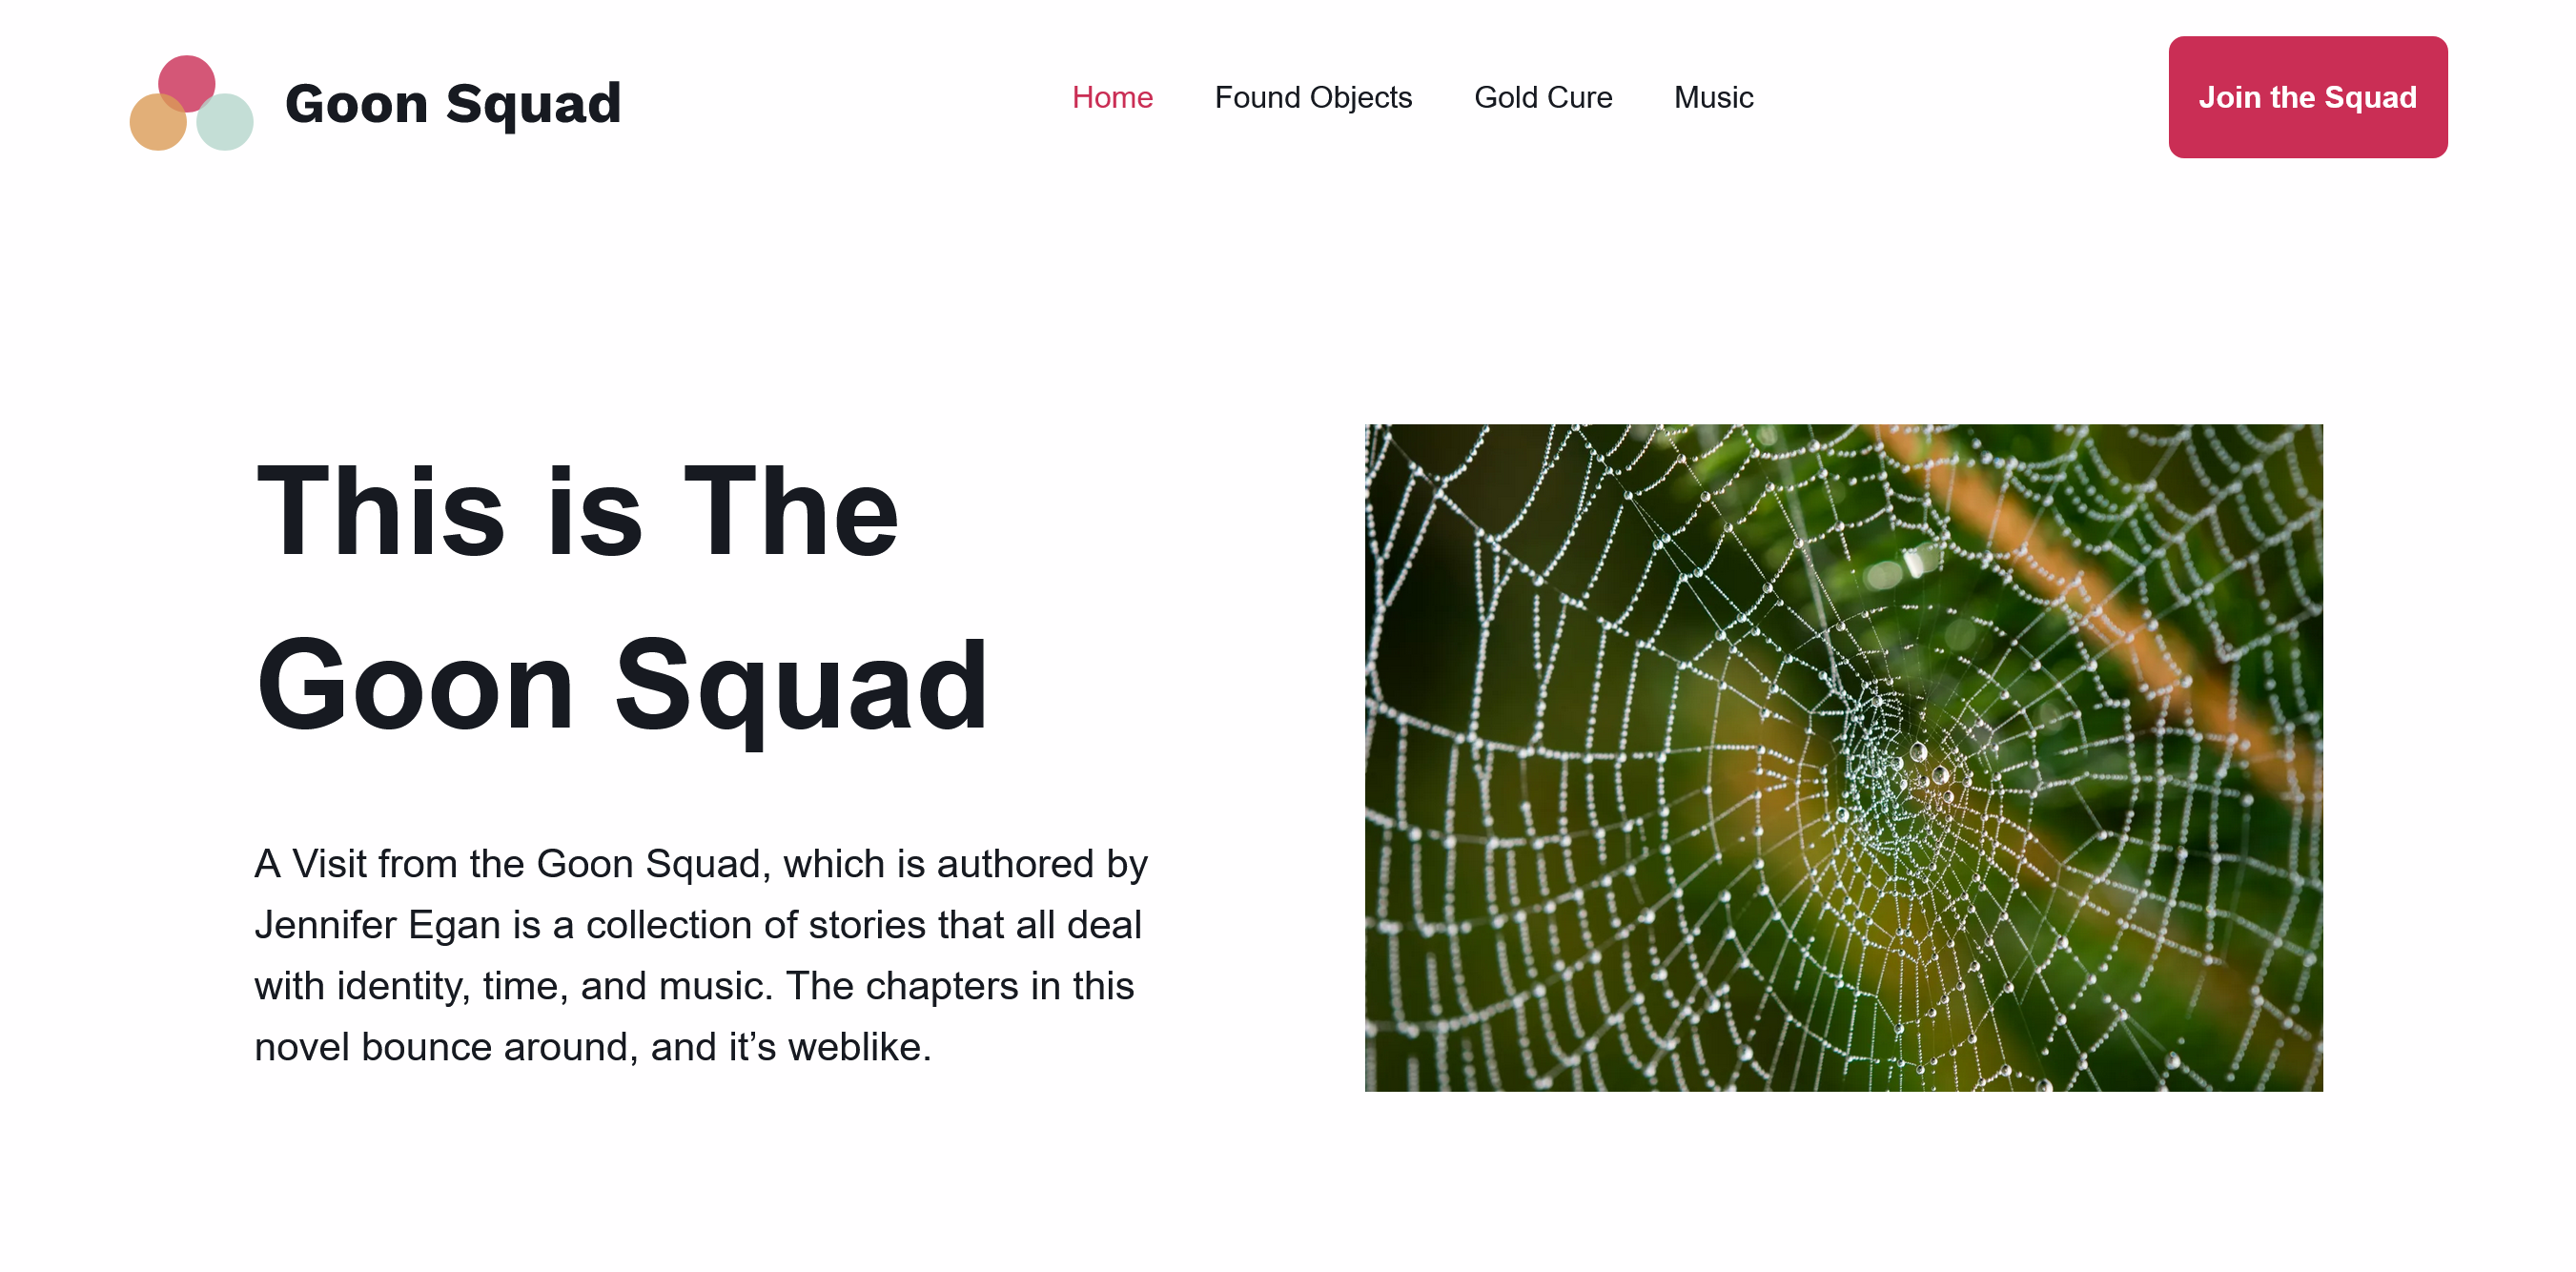 Goon Squad
Home
Found Objects
Gold Cure
Music
Join the Squad
This is The
Goon Squad
A Visit from the Goon Squad, which is authored by
Jennifer Egan is a collection of stories that all deal
with identity, time, and music. The chapters in this
novel bounce around, and it’s weblike.